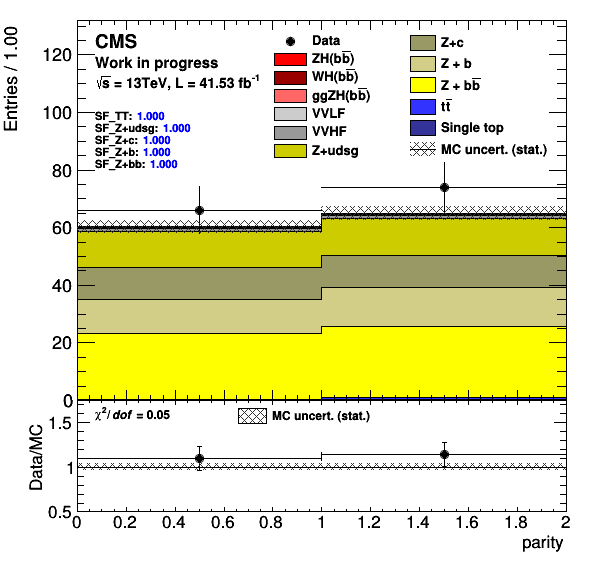 Entries / 1.00
120
100
80
60
40
20
0
CMS
Work in progress
√s = 13TeV, L = 41.53 fb⁻¹
SF_TT: 1.000
SF_Z+udsg: 1.000
SF_Z+c: 1.000
SF_Z+b: 1.000
SF_Z+bb: 1.000
Data
ZH(bb̅)
WH(bb̅)
ggZH(bb̅)
VVLF
VVHF
Z+udsg
Z+c
Z + b
Z + bb̅
tt̅
Single top
MC uncert. (stat.)
Data/MC
1.5
1
0.5
χ²/dof = 0.05
MC uncert. (stat.)
0 0.2 0.4 0.6 0.8 1 1.2 1.4 1.6 1.8 2
parity